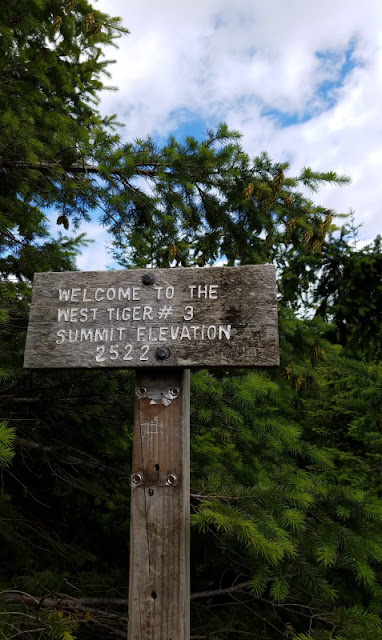 WELCOME TO THE
WEST TIGER # 3
SUMMIT ELEVATION
2522